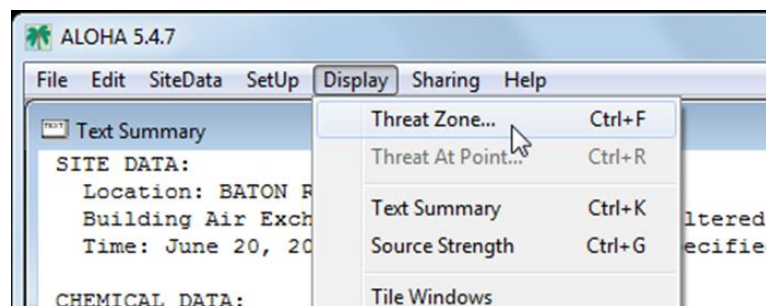 ALOHA 5.4.7
File Edit SiteData SetUp Display Sharing Help
Threat Zone... Ctrl+F
Text Summary
Threat At Point... Ctrl+R
SITE DATA:
Location: BATON
Text Summary Ctrl+K
Building Air Exch ltered
Time: June 20, 20 Source Strength Ctrl+G ecifie
CHEMICAL DATA:
Tile Windows